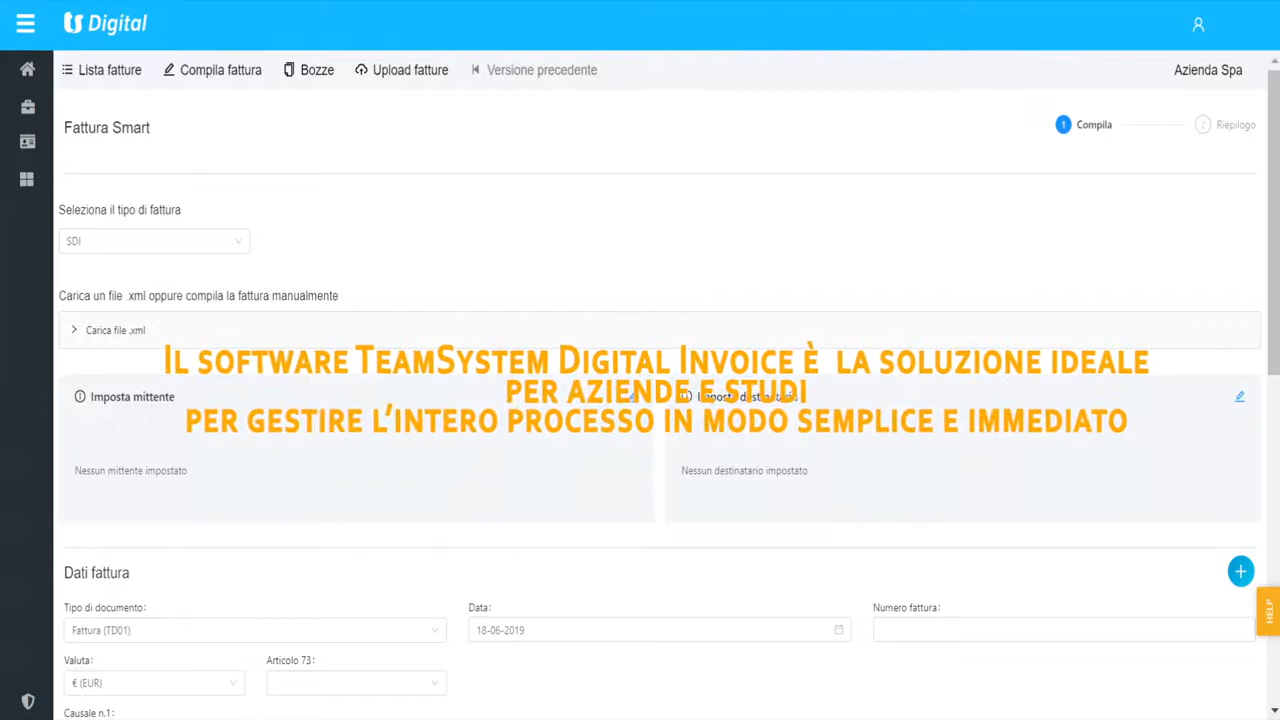 ts Digital
Lista fatture
Compila fattura
Bozze
Upload fatture
Versione precedente
Azienda Spa
Fattura Smart
1 Compila
2 Riepilogo
Seleziona il tipo di fattura
SDI
Carica un file .xml oppure compila la fattura manualmente
Carica file .xml
Il software TeamSystem Digital Invoice è la soluzione ideale
per aziende e studi
per gestire l'intero processo in modo semplice e immediato
Imposta mittente
Imposta destinatario
Nessun mittente impostato
Nessun destinatario impostato
Dati fattura
Tipo di documento:
Data:
Numero fattura:
Fattura (TD01)
18-06-2019
Valuta:
Articolo 73:
€ (EUR)
Causale n.1:
HELP